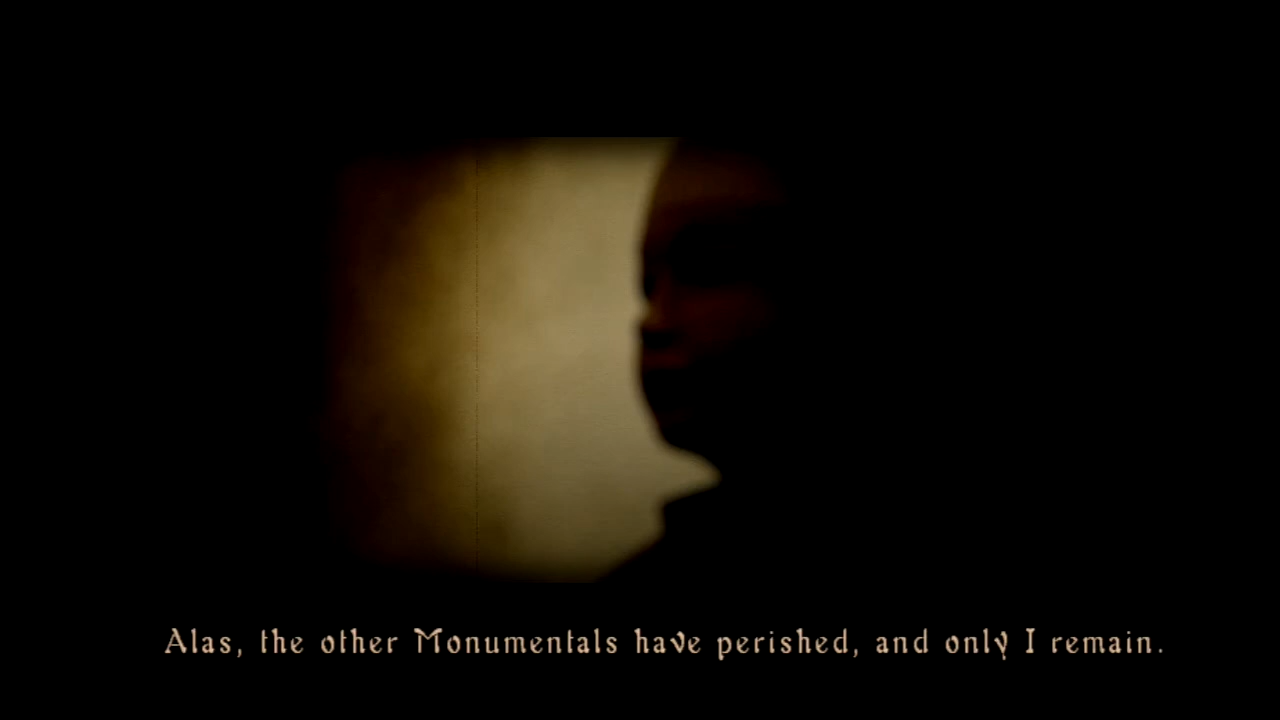 Alas, the other Monumentals have perished, and only I remain.